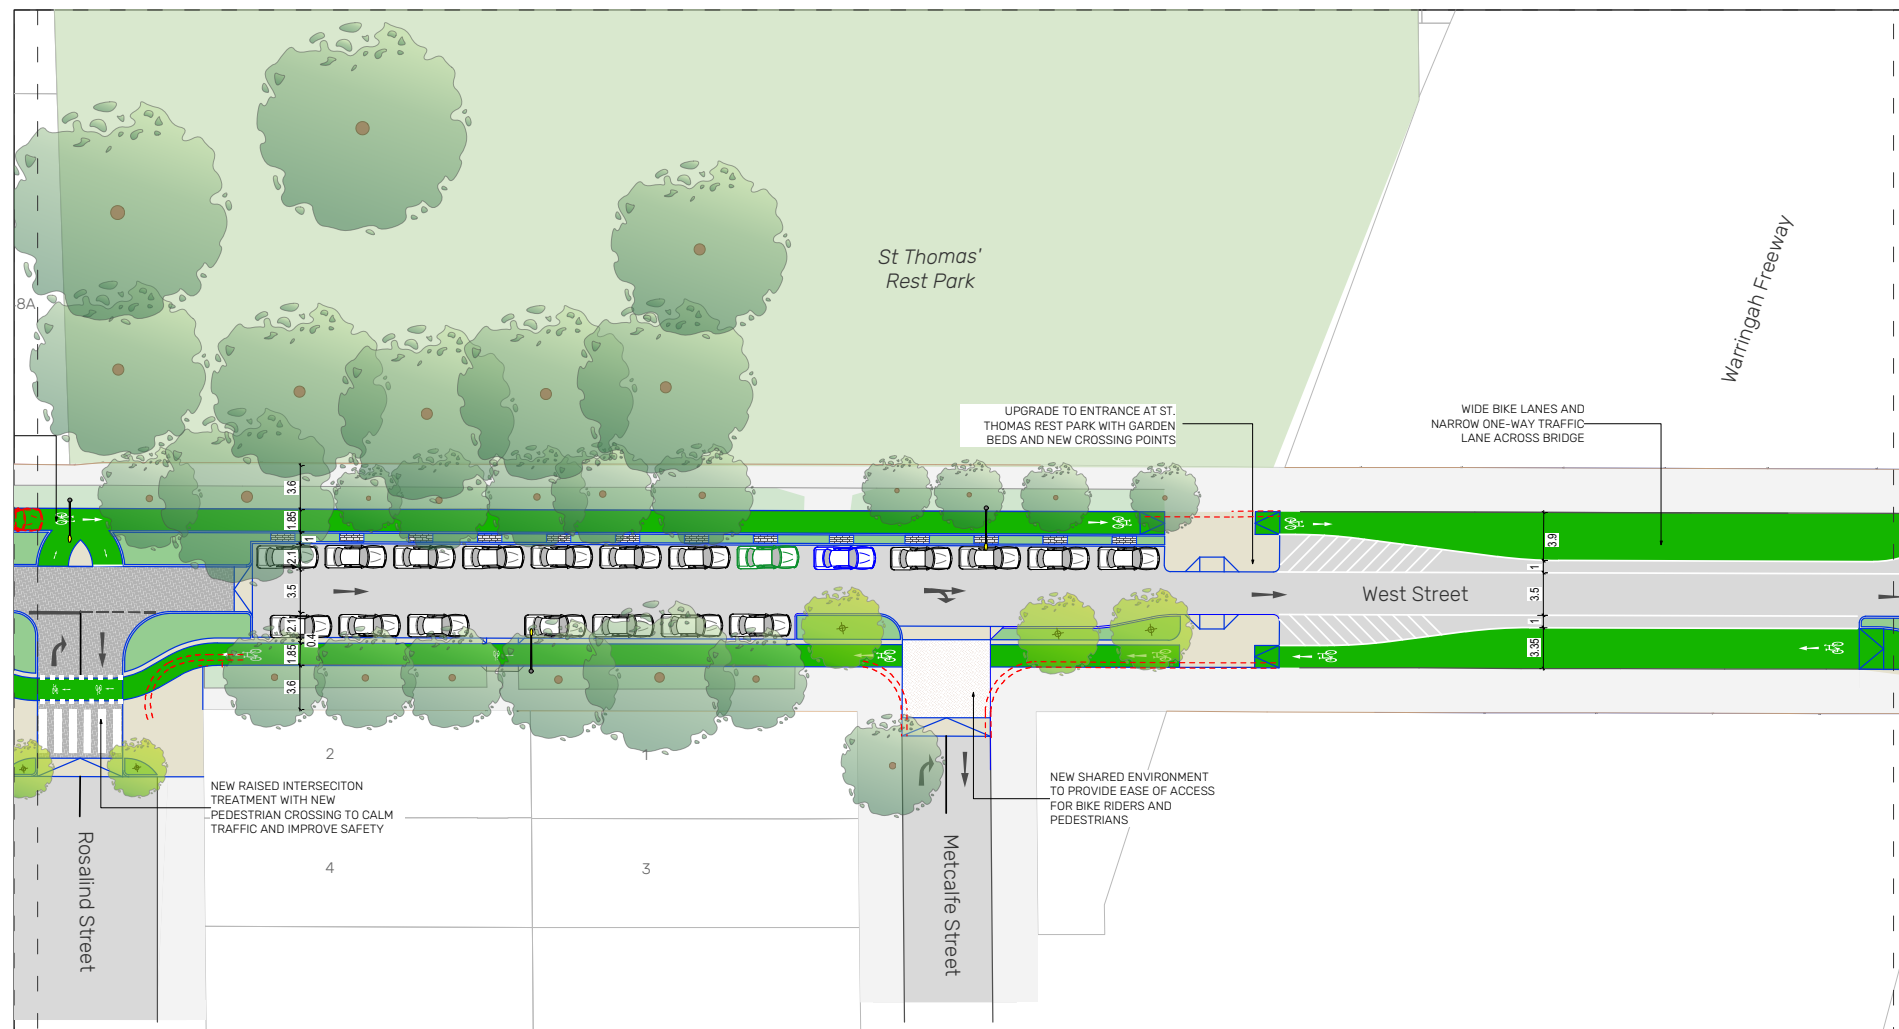 St Thomas'
Rest Park
Warringah Freeway
8A
UPGRADE TO ENTRANCE AT ST.
THOMAS REST PARK WITH GARDEN
BEDS AND NEW CROSSING POINTS
WIDE BIKE LANES AND
NARROW ONE-WAY TRAFFIC
LANE ACROSS BRIDGE
3.6
1.85
1
2.1
3.5
2.1
0.4
1.85
3.6
3.9
1
3.5
1
3.35
West Street
2
1
4
3
NEW RAISED INTERSECITON
TREATMENT WITH NEW
PEDESTRIAN CROSSING TO CALM
TRAFFIC AND IMPROVE SAFETY
NEW SHARED ENVIRONMENT
TO PROVIDE EASE OF ACCESS
FOR BIKE RIDERS AND
PEDESTRIANS
Rosalind Street
Metcalfe Street